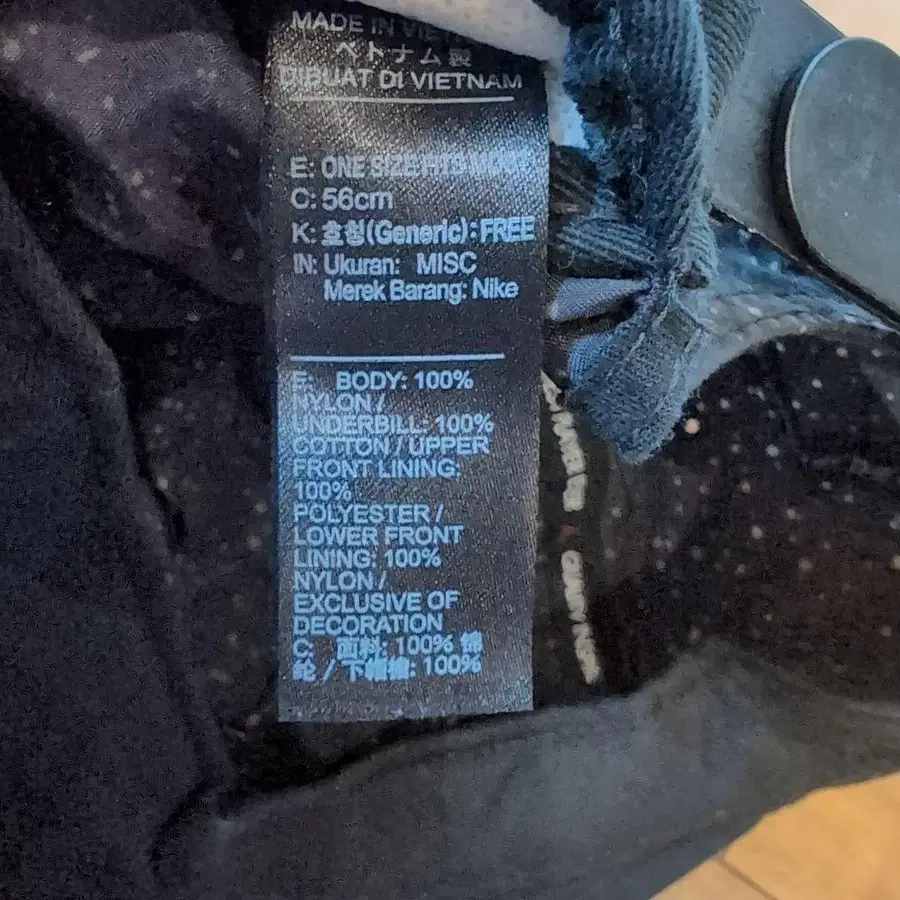 MADE IN VIETNAM
ベトナム製
DIBUAT DI VIETNAM
E: ONE SIZE FITS MOST
C: 56cm
K: 호칭(Generic): FREE
IN: Ukuran: MISC
Merek Barang: Nike
E: BODY: 100%
NYLON /
UNDERBILL: 100%
COTTON / UPPER
FRONT LINING:
100%
POLYESTER /
LOWER FRONT
LINING: 100%
NYLON /
EXCLUSIVE OF
DECORATION
C: 面料: 100% 锦
纶 / 下帽檐: 100%